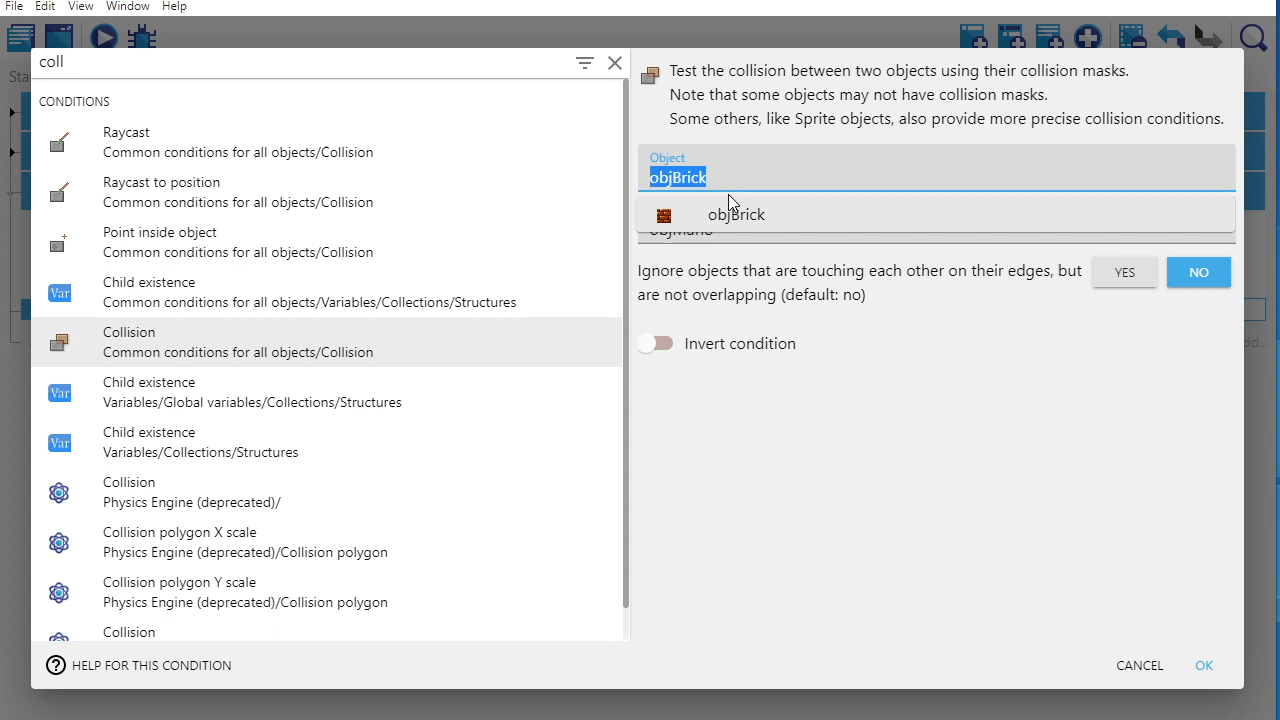 File Edit View Window Help
Sta
coll
CONDITIONS
Raycast
Common conditions for all objects/Collision
Raycast to position
Common conditions for all objects/Collision
Point inside object
Common conditions for all objects/Collision
Var
Child existence
Common conditions for all objects/Variables/Collections/Structures
Collision
Common conditions for all objects/Collision
Var
Child existence
Variables/Global variables/Collections/Structures
Var
Child existence
Variables/Collections/Structures
Collision
Physics Engine (deprecated)/
Collision polygon X scale
Physics Engine (deprecated)/Collision polygon
Collision polygon Y scale
Physics Engine (deprecated)/Collision polygon
Collision
HELP FOR THIS CONDITION
Test the collision between two objects using their collision masks.
Note that some objects may not have collision masks.
Some others, like Sprite objects, also provide more precise collision conditions.
Object
objBrick
objBrick
objMario
Ignore objects that are touching each other on their edges, but
are not overlapping (default: no)
YES
NO
Invert condition
dd...
CANCEL
OK